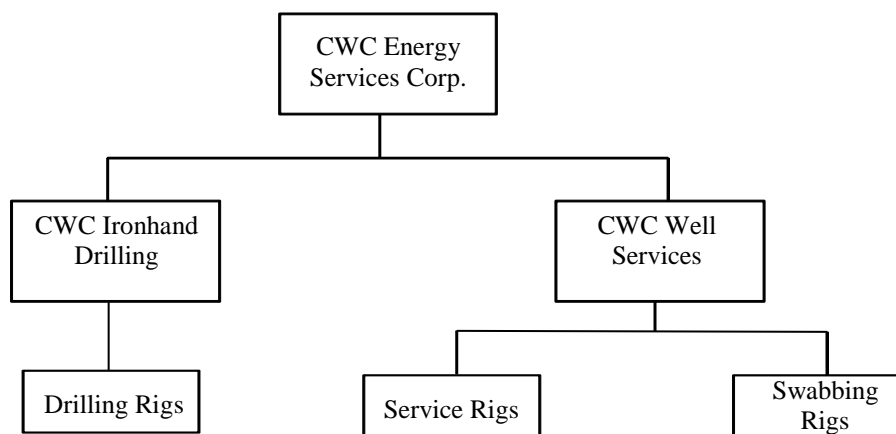 CWC Energy
Services Corp.
CWC Ironhand
Drilling
CWC Well
Services
Drilling Rigs
Service Rigs
Swabbing
Rigs